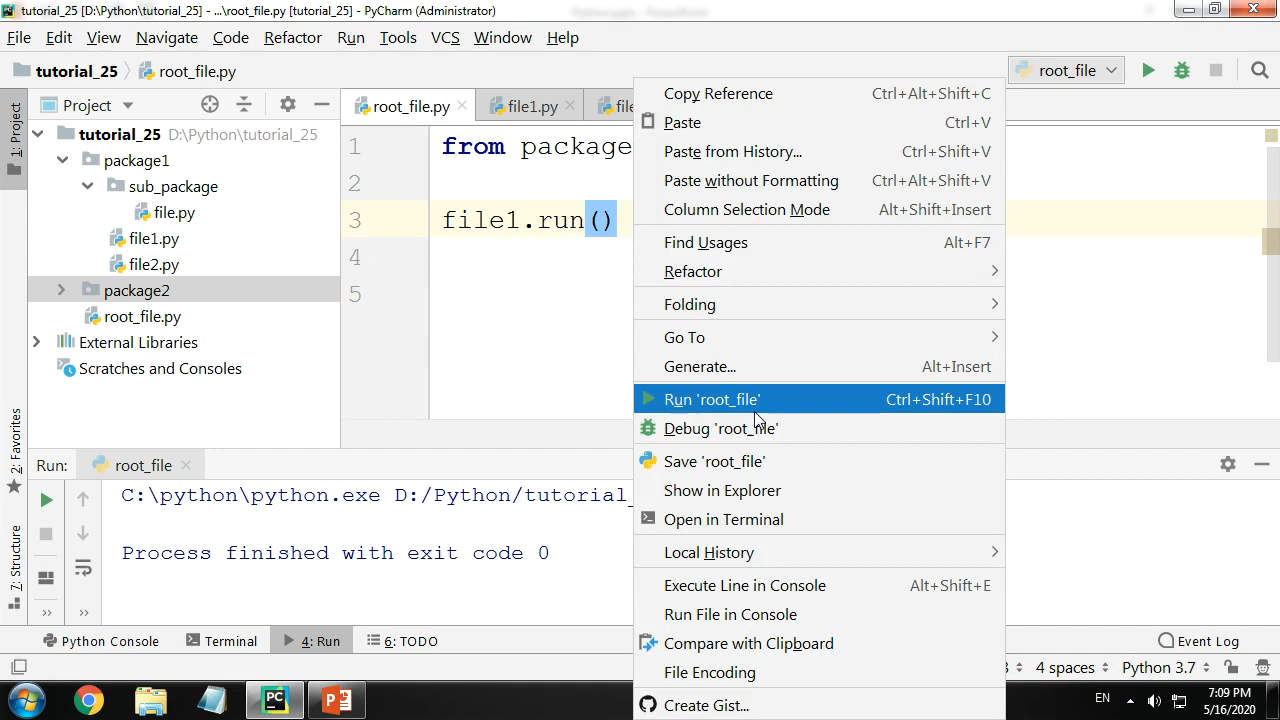 tutorial_25 [D:\Python\tutorial_25] - ...\root_file.py [tutorial_25] - PyCharm (Administrator)
File Edit View Navigate Code Refactor Run Tools VCS Window Help
tutorial_25 root_file.py root_file
1: Project
Project
root_file.py file1.py file
tutorial_25 D:\Python\tutorial_25
package1
sub_package
file.py
file1.py
file2.py
package2
root_file.py
External Libraries
Scratches and Consoles
1 from package
2
3 file1.run()
4
5
Copy Reference Ctrl+Alt+Shift+C
Paste Ctrl+V
Paste from History... Ctrl+Shift+V
Paste without Formatting Ctrl+Alt+Shift+V
Column Selection Mode Alt+Shift+Insert
Find Usages Alt+F7
Refactor
Folding
Go To
Generate... Alt+Insert
Run 'root_file' Ctrl+Shift+F10
Debug 'root_file'
Save 'root_file'
Show in Explorer
Open in Terminal
Local History
Execute Line in Console Alt+Shift+E
Run File in Console
Compare with Clipboard
File Encoding
Create Gist...
2: Favorites
7: Structure
Run: root_file
C:\python\python.exe D:/Python/tutorial_
Process finished with exit code 0
Python Console Terminal 4: Run 6: TODO Event Log
4 spaces Python 3.7
EN 7:09 PM
5/16/2020